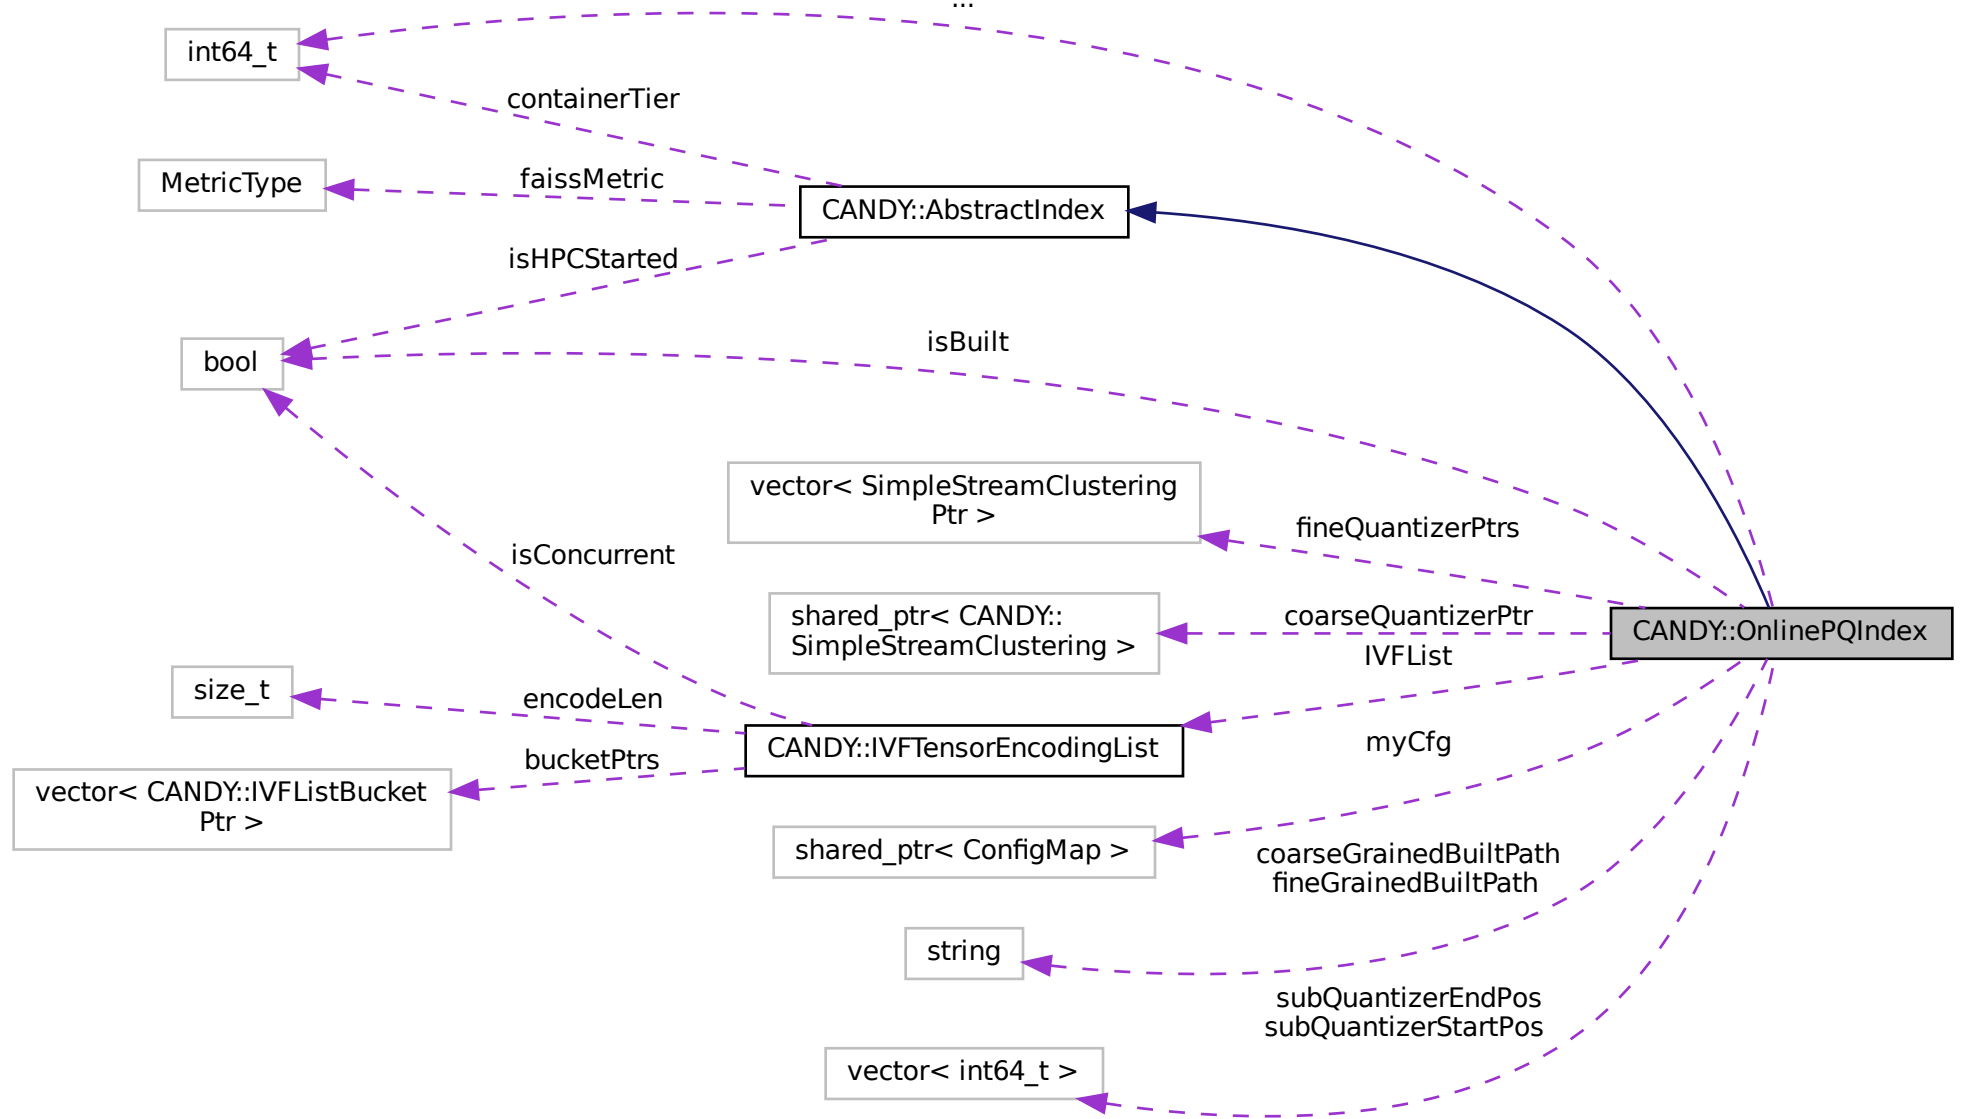 ...
int64_t
containerTier
MetricType
faissMetric
CANDY::AbstractIndex
isHPCStarted
bool
isBuilt
vector< SimpleStreamClustering
Ptr >
fineQuantizerPtrs
isConcurrent
shared_ptr< CANDY::
SimpleStreamClustering >
coarseQuantizerPtr
CANDY::OnlinePQIndex
IVFList
size_t
encodeLen
CANDY::IVFTensorEncodingList
myCfg
bucketPtrs
vector< CANDY::IVFListBucket
Ptr >
shared_ptr< ConfigMap >
coarseGrainedBuiltPath
fineGrainedBuiltPath
string
subQuantizerEndPos
subQuantizerStartPos
vector< int64_t >